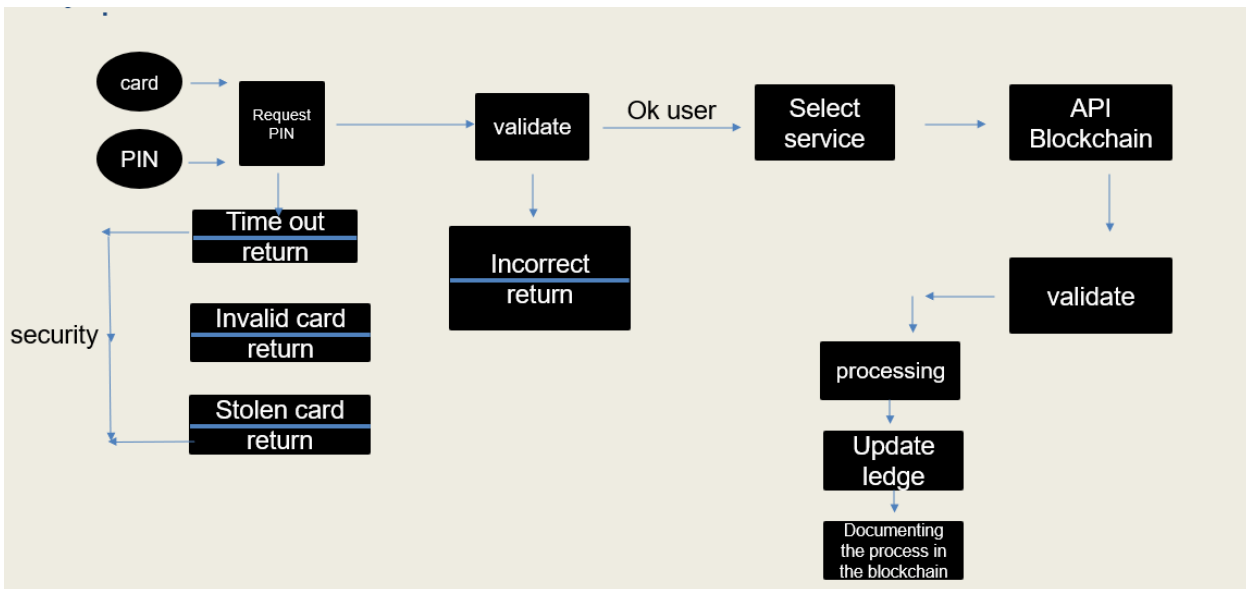 card
PIN
Request
PIN
validate
Ok user
Select
service
API
Blockchain
Time out
return
Incorrect
return
validate
security
Invalid card
return
processing
Stolen card
return
Update
ledge
Documenting
the process in
the blockchain